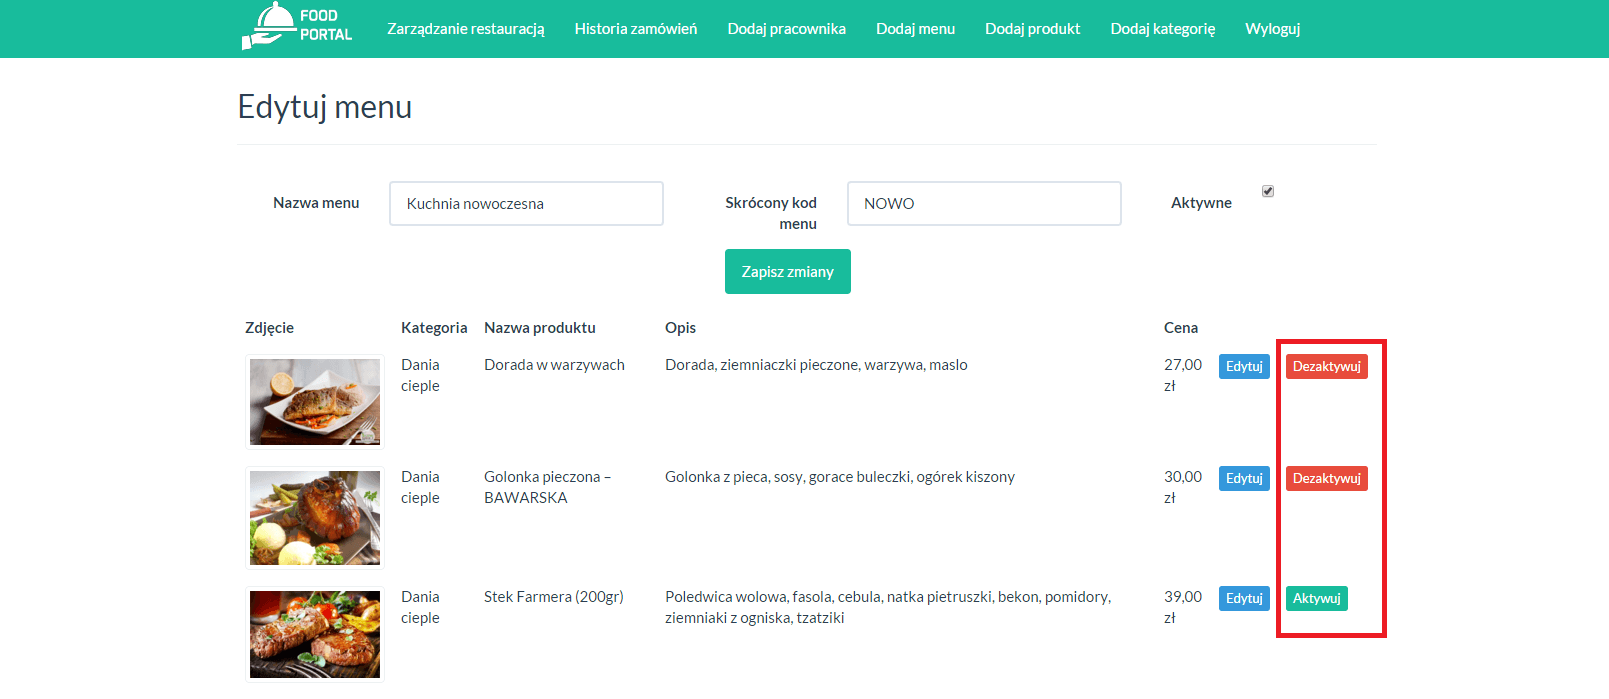 FOOD
PORTAL
Zarządzanie restauracją Historia zamówień Dodaj pracownika Dodaj menu Dodaj produkt Dodaj kategorię Wyloguj
Edytuj menu
Nazwa menu Kuchnia nowoczesna Skrócony kod NOWO Aktywne
menu
Zapisz zmiany
Zdjęcie Kategoria Nazwa produktu Opis Cena
Dania Dorada w warzywach Dorada, ziemniaczki pieczone, warzywa, maslo 27,00 Edytuj Dezaktywuj
cieple zł
Dania Golonka pieczona – Golonka z pieca, sosy, gorace buleczki, ogórek kiszony 30,00 Edytuj Dezaktywuj
cieple BAWARSKA zł
Dania Stek Farmera (200gr) Poledwica wolowa, fasola, cebula, natka pietruszki, bekon, pomidory, 39,00 Edytuj Aktywuj
cieple ziemniaki z ogniska, tzatziki zł